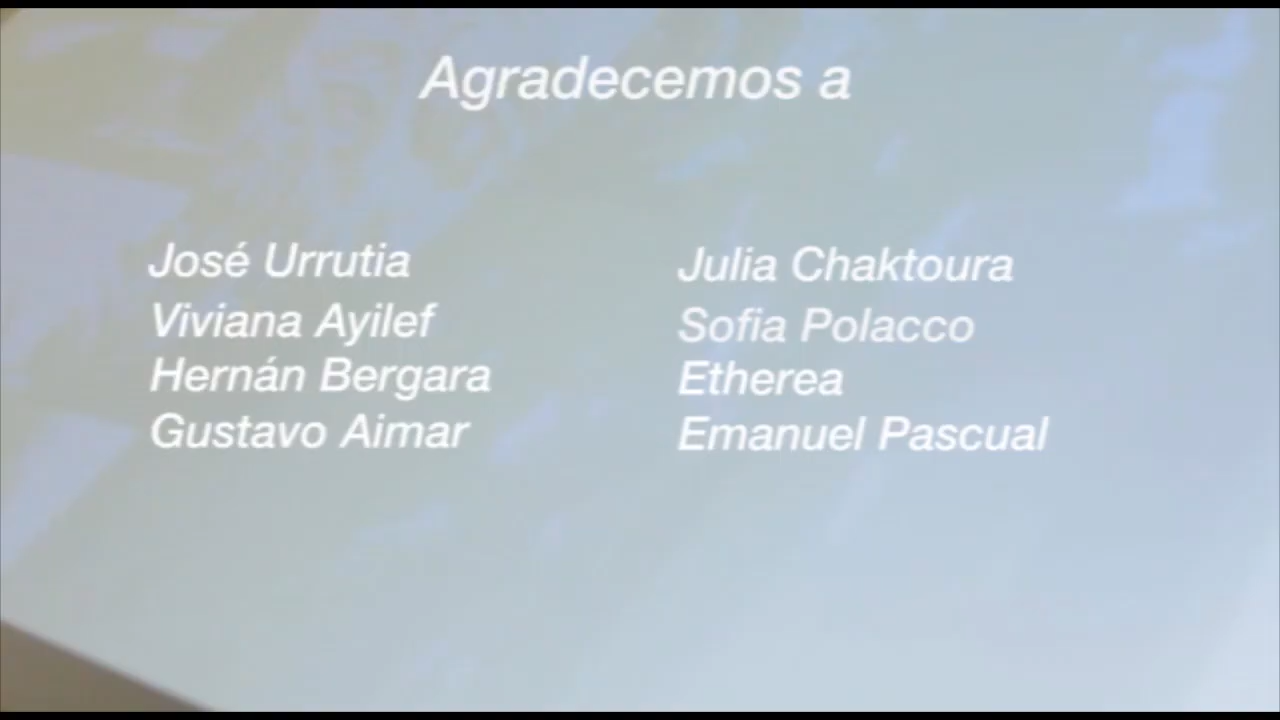 Agradecemos a
José Urrutia
Viviana Ayilef
Hernán Bergara
Gustavo Aimar
Julia Chaktoura
Sofia Polacco
Etherea
Emanuel Pascual